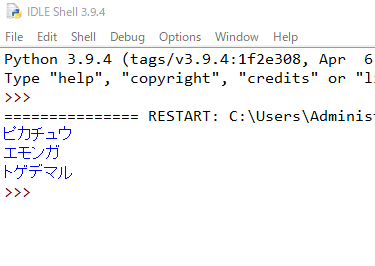 IDLE Shell 3.9.4
File Edit Shell Debug Options Window Help
Python 3.9.4 (tags/v3.9.4:1f2e308, Apr 6
Type "help", "copyright", "credits" or "li
>>>
=============== RESTART: C:\Users\Adminis
ピカチュウ
エモンガ
トゲデマル
>>>